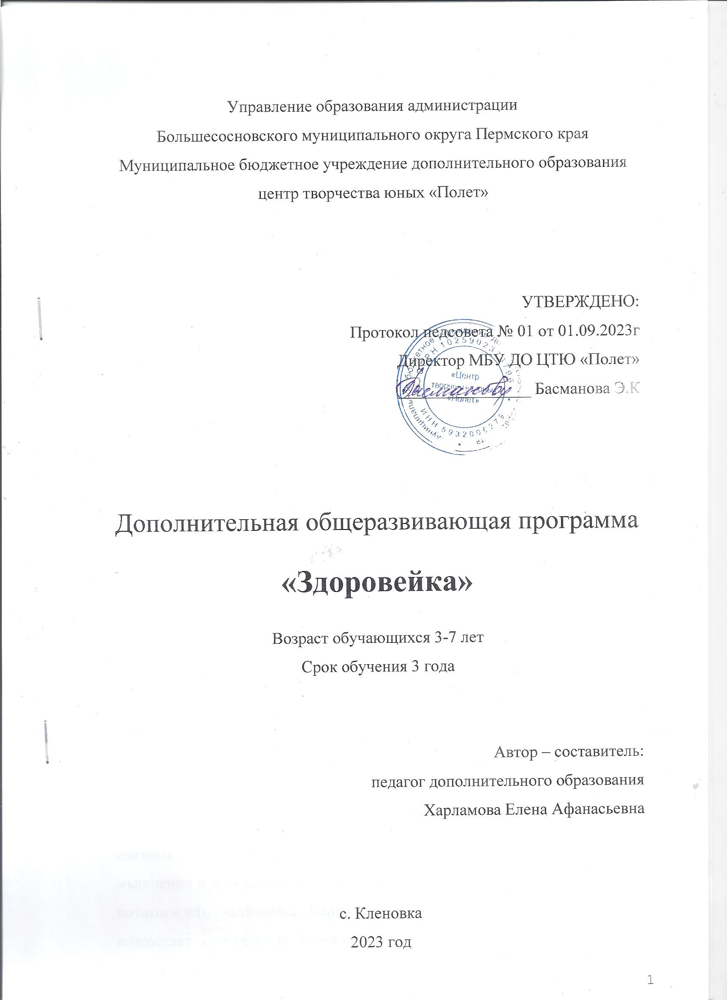 Управление образования администрации
Большесосновского муниципального округа Пермского края
Муниципальное бюджетное учреждение дополнительного образования
центр творчества юных «Полет»
УТВЕРЖДЕНО:
Протокол педсовета № 01 от 01.09.2023г
Директор МБУ ДО ЦТЮ «Полет»
Басманова Э.К
«Центр
«Полет»
ИНН 5932006279
Дополнительная общеразвивающая программа
«Здоровейка»
Возраст обучающихся 3-7 лет
Срок обучения 3 года
Автор – составитель:
педагог дополнительного образования
Харламова Елена Афанасьевна
с. Кленовка
2023 год
1